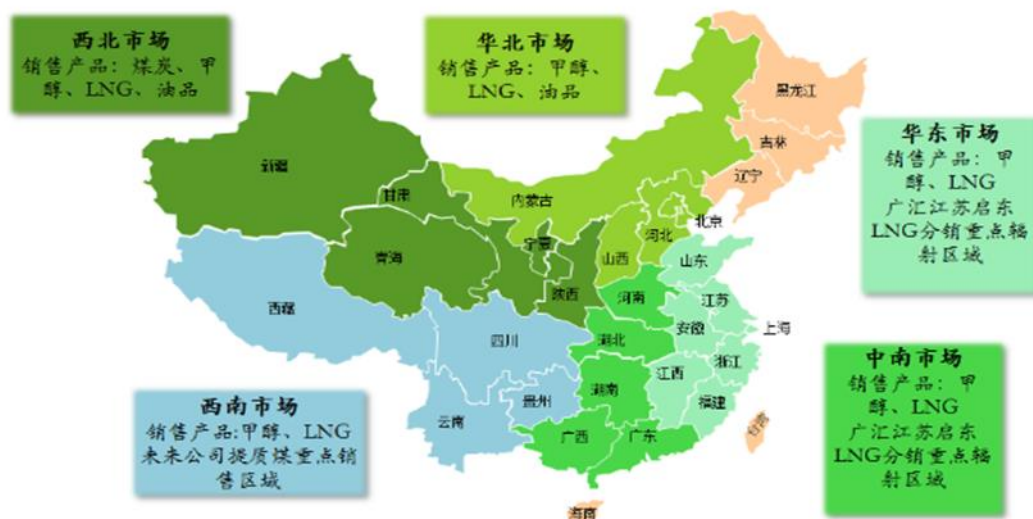 西北市场
销售产品：煤炭、甲
醇、LNG、油品
华北市场
销售产品：甲醇、
LNG、油品
华东市场
销售产品：甲
醇、LNG
广汇江苏启东
LNG分销重点辐
射区域
中南市场
销售产品：甲
醇、LNG
广汇江苏启东
LNG分销重点辐
射区域
西南市场
销售产品:甲醇、LNG
未来公司提质煤重点销
售区域
黑龙江
吉林
辽宁
新疆
甘肃
内蒙古
北京
河北
宁夏
山西
青海
山东
陕西
河南
西藏
江苏
上海
四川
湖北
安徽
浙江
江西
湖南
贵州
福建
云南
广西
广东
台湾
海南